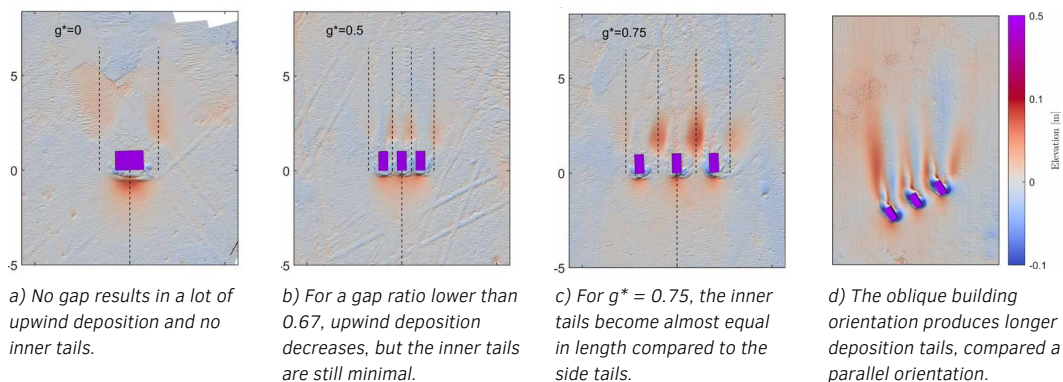 g*=0
5
0
-5
g*=0.5
5
0
-5
g*=0.75
5
0
-5
0.5
0.1
0
-0.1
Elevation [m]
a) No gap results in a lot of
upwind deposition and no
inner tails.
b) For a gap ratio lower than
0.67, upwind deposition
decreases, but the inner tails
are still minimal.
c) For g* = 0.75, the inner
tails become almost equal
in length compared to the
side tails.
d) The oblique building
orientation produces longer
deposition tails, compared a
parallel orientation.